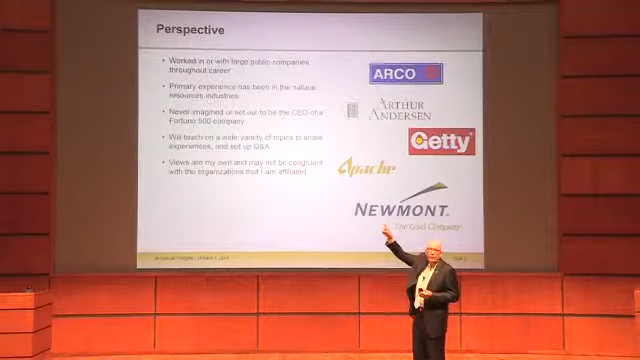 Perspective
• Worked in or with large public companies
throughout career
• Primary experience has been in the natural
resources industries
• Never imagined or set out to be the CEO of a
Fortune 500 company
• Will touch on a wide variety of topics to share
experiences, and set up Q&A
• Views are my own and may not be congruent
with the organizations that I am affiliated
ARCO
ARTHUR
ANDERSEN
Getty
Apache
NEWMONT.
The Gold Company